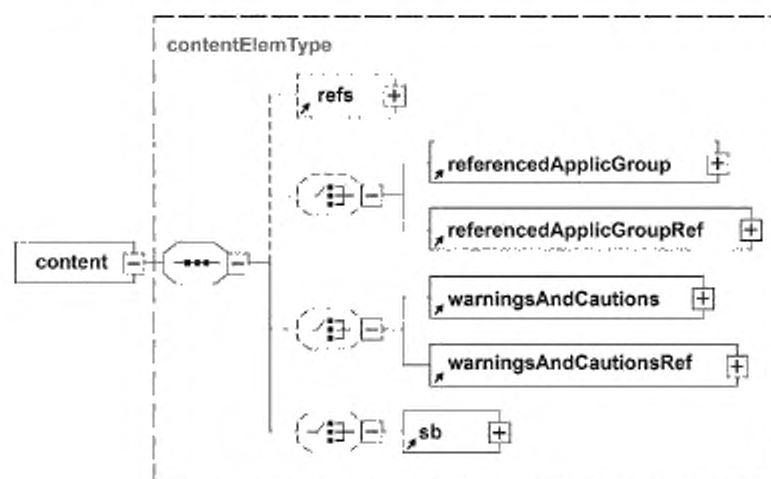 contentElemType
refs
referencedApplicGroup
referencedApplicGroupRef
content
warningsAndCautions
warningsAndCautionsRef
sb